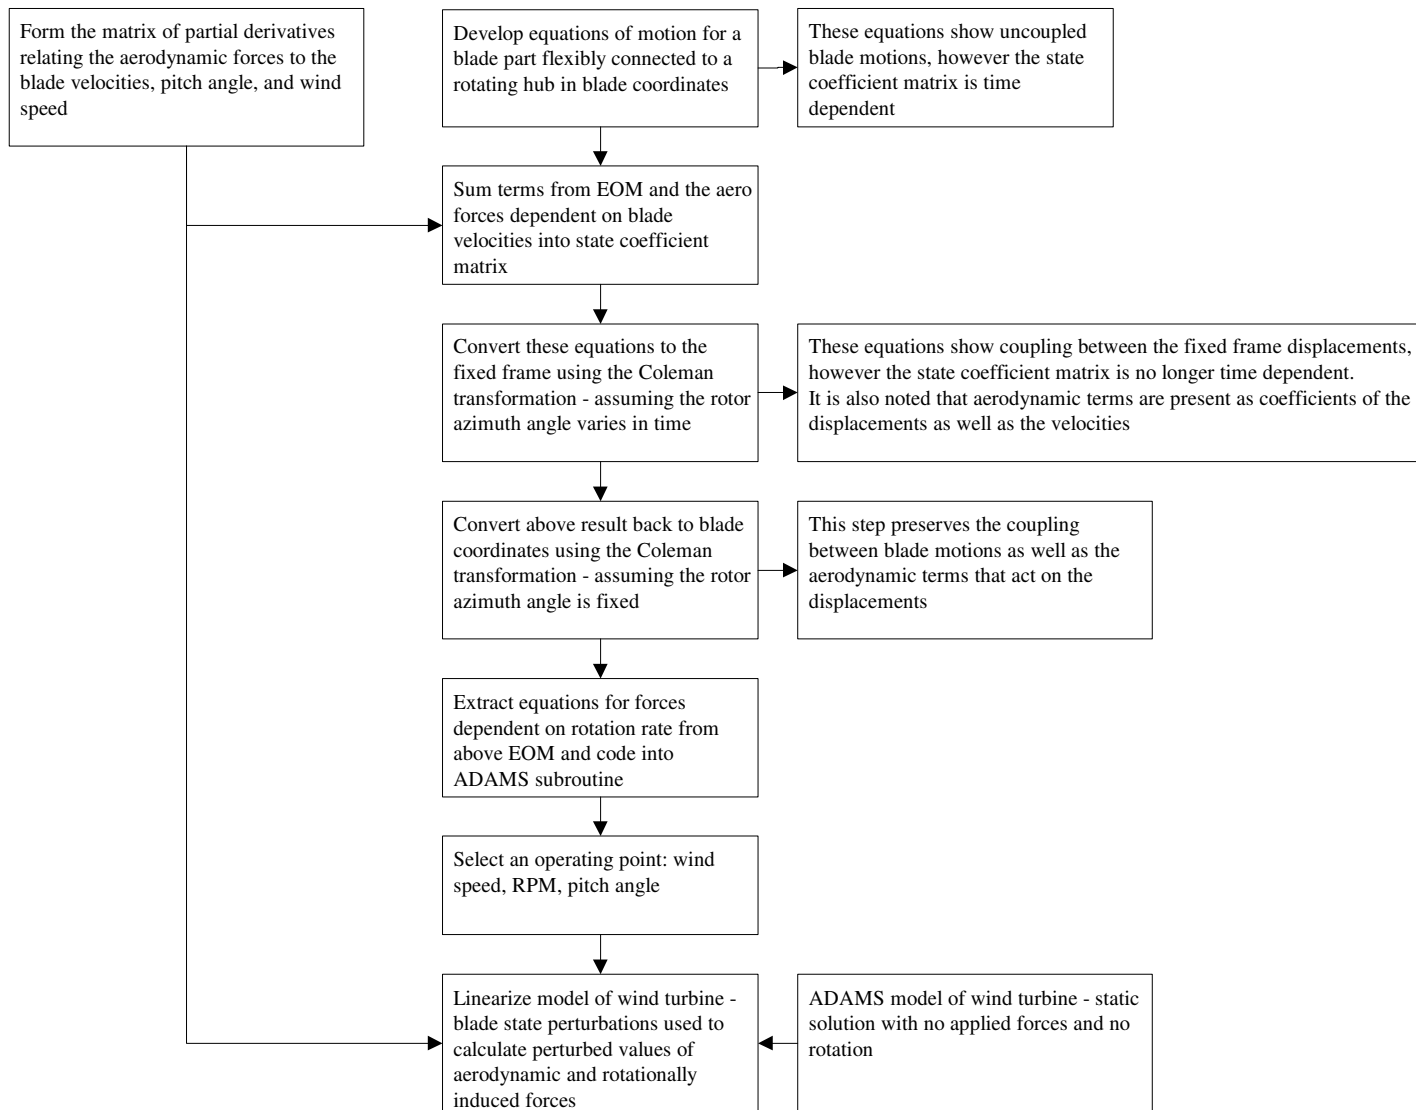 Form the matrix of partial derivatives
relating the aerodynamic forces to the
blade velocities, pitch angle, and wind
speed
Develop equations of motion for a
blade part flexibly connected to a
rotating hub in blade coordinates
These equations show uncoupled
blade motions, however the state
coefficient matrix is time
dependent
Sum terms from EOM and the aero
forces dependent on blade
velocities into state coefficient
matrix
Convert these equations to the
fixed frame using the Coleman
transformation - assuming the rotor
azimuth angle varies in time
These equations show coupling between the fixed frame displacements,
however the state coefficient matrix is no longer time dependent.
It is also noted that aerodynamic terms are present as coefficients of the
displacements as well as the velocities
Convert above result back to blade
coordinates using the Coleman
transformation - assuming the rotor
azimuth angle is fixed
This step preserves the coupling
between blade motions as well as the
aerodynamic terms that act on the
displacements
Extract equations for forces
dependent on rotation rate from
above EOM and code into
ADAMS subroutine
Select an operating point: wind
speed, RPM, pitch angle
Linearize model of wind turbine -
blade state perturbations used to
calculate perturbed values of
aerodynamic and rotationally
induced forces
ADAMS model of wind turbine - static
solution with no applied forces and no
rotation